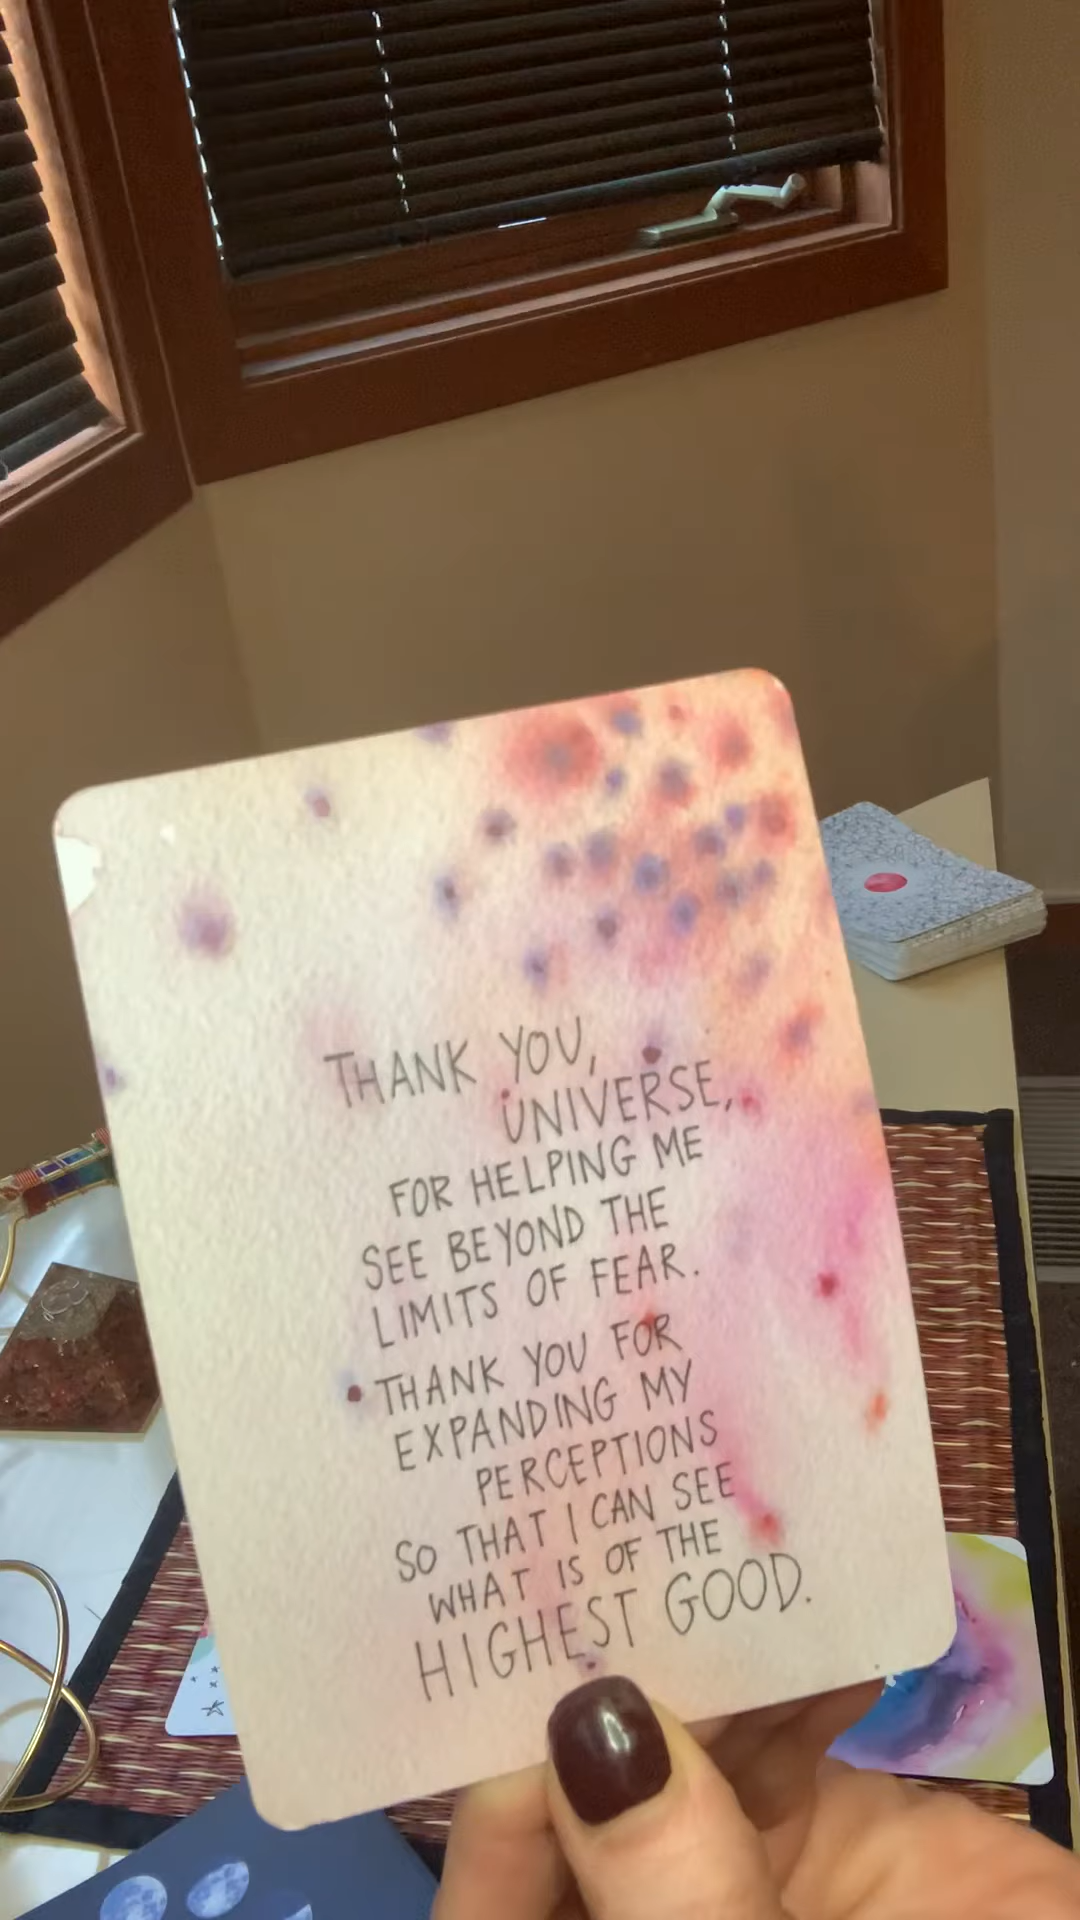 THANK YOU,
UNIVERSE,
FOR HELPING ME
SEE BEYOND THE
LIMITS OF FEAR.
THANK YOU FOR
EXPANDING MY
PERCEPTIONS
SO THAT I CAN SEE
WHAT IS OF THE
HIGHEST GOOD.